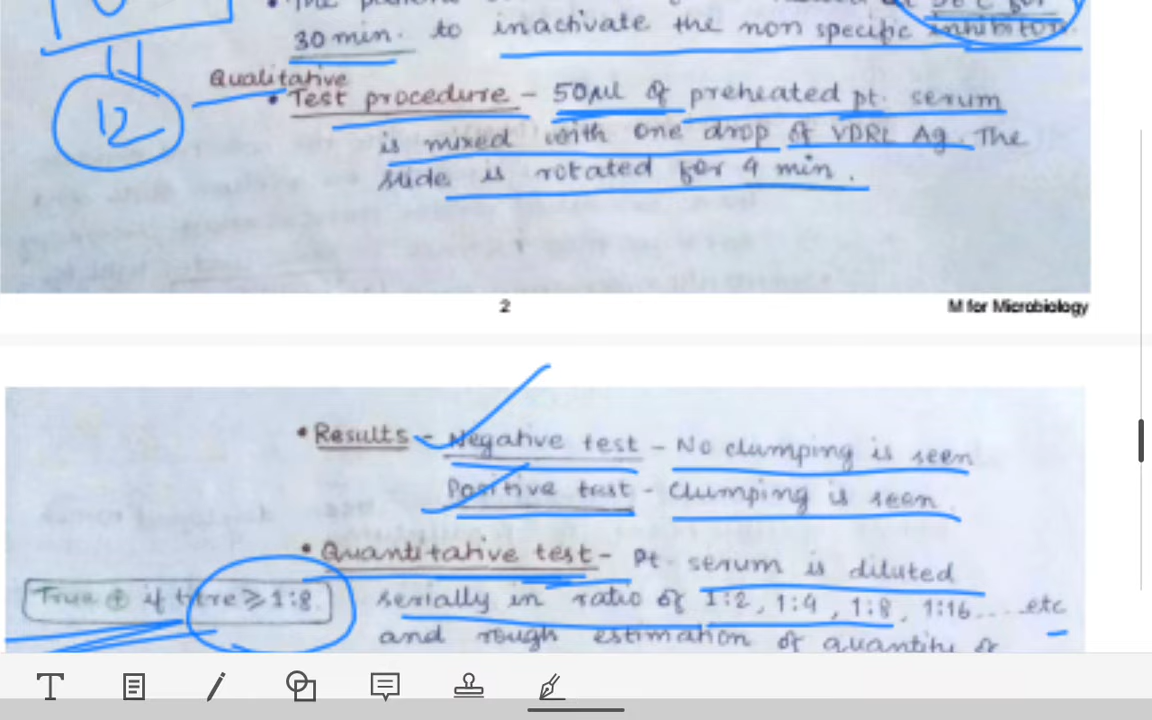 30 min. to inactivate the non specific inhibitor.
Qualitative
• Test procedure - 50µl of preheated pt. serum
is mixed with one drop of VDRL Ag. The
slide is rotated for 4 min.
12
2
M for Microbiology
• Results - Negative test - No clumping is seen
Positive test - Clumping is seen.
• Quantitative test - Pt. serum is diluted
True + if titre ≥ 1:8.
serially in ratio of 1:2, 1:4, 1:8, 1:16....etc
and rough estimation of quantity of
T